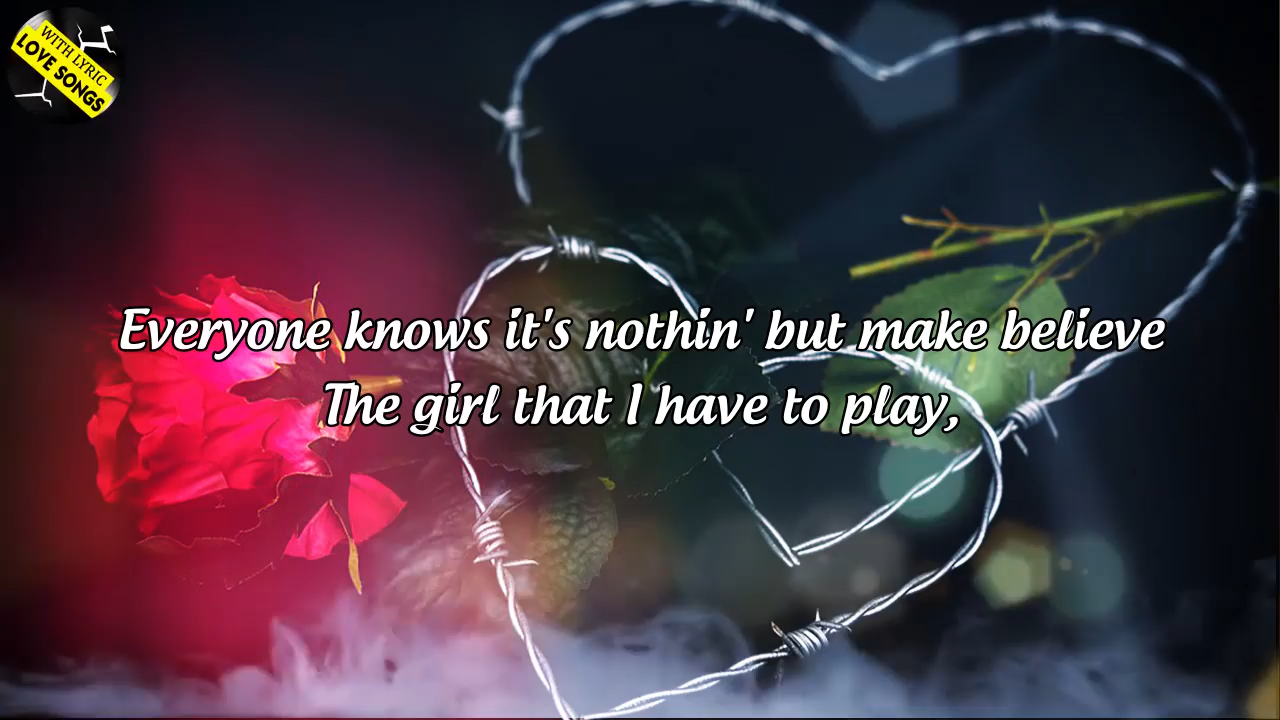 WITH LYRIC
LOVE SONGS
Everyone knows it's nothin' but make believe
The girl that I have to play,